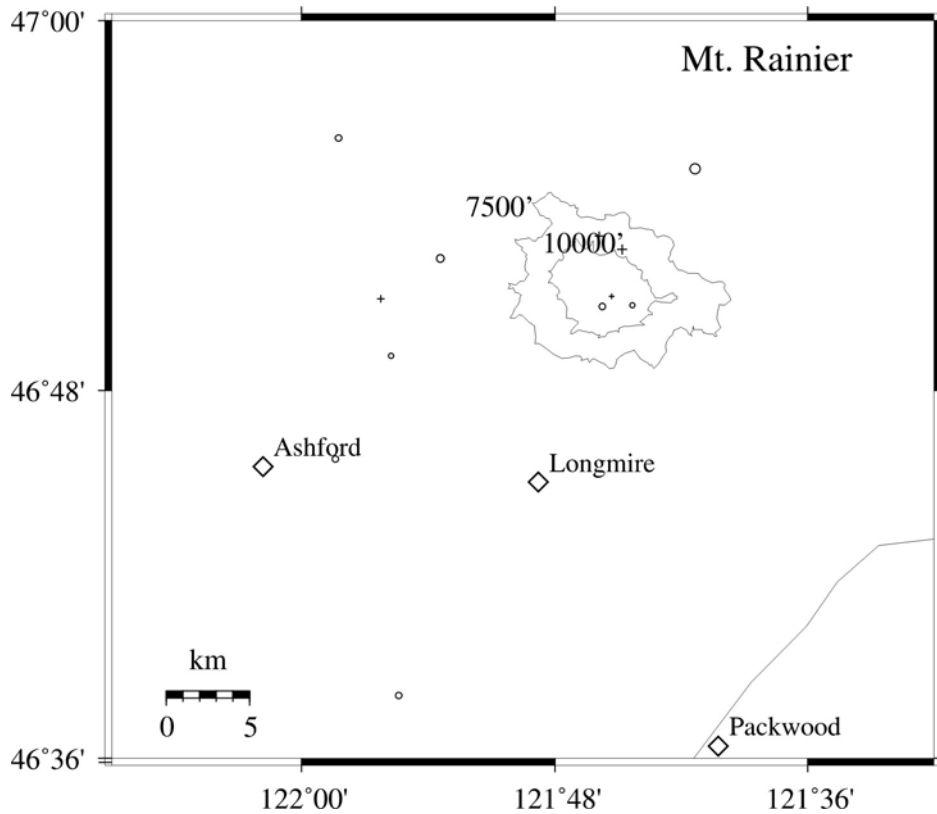 47°00'
Mt. Rainier
7500’
10000’
46°48'
Ashford
Longmire
km
0 5
Packwood
46°36'
122°00' 121°48' 121°36'